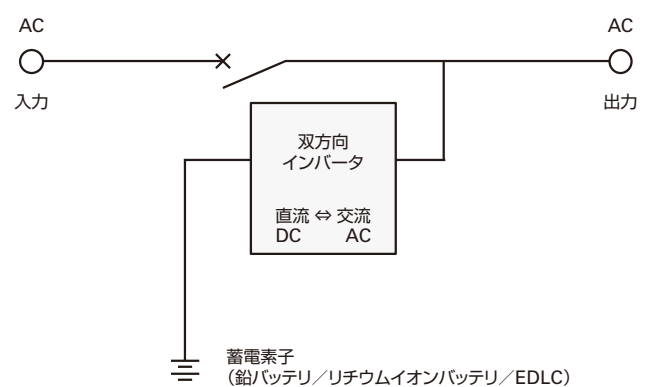 AC
AC
入力
出力
双方向
インバータ
直流 ⇔ 交流
DC AC
蓄電素子
（鉛バッテリ／リチウムイオンバッテリ／EDLC）